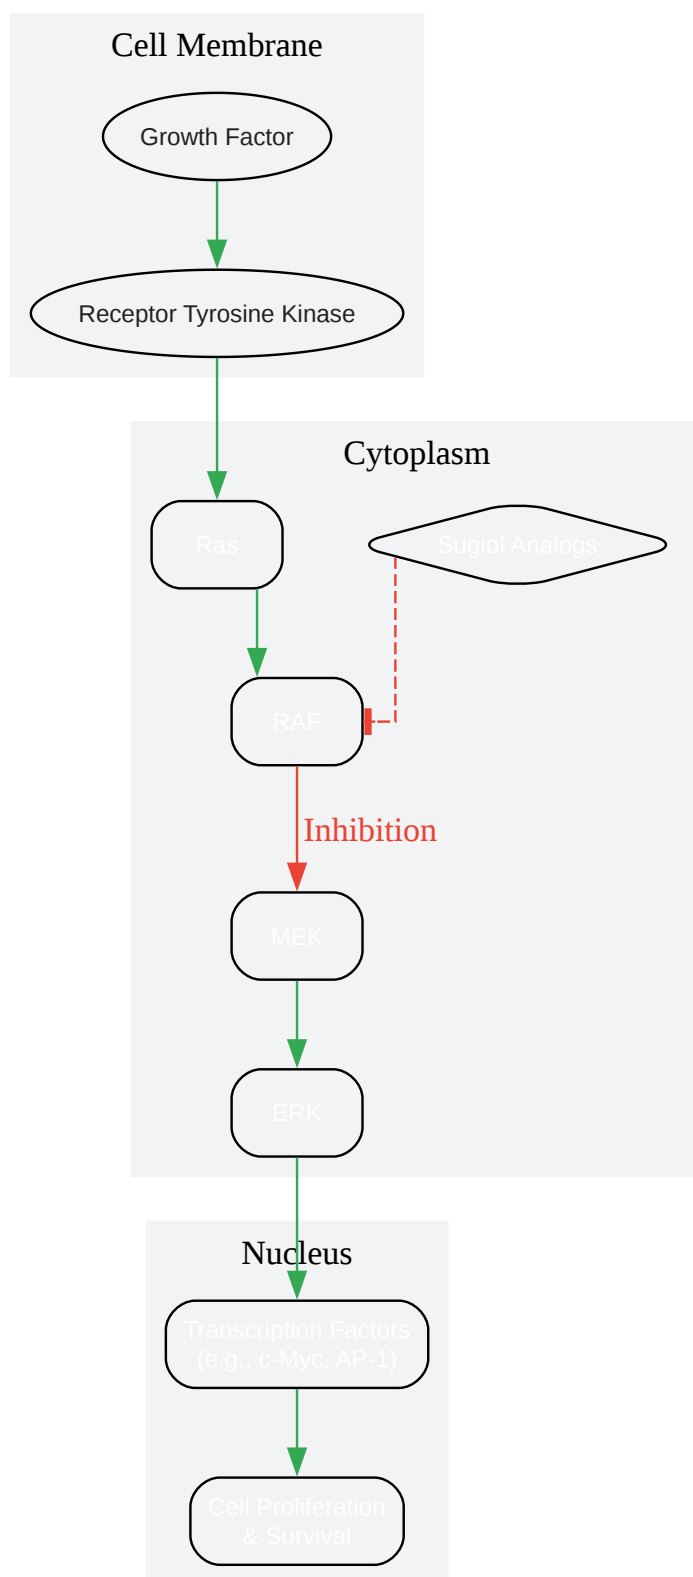 Cell Membrane
Growth Factor
Receptor Tyrosine Kinase
Cytoplasm
Ras
Sugiol Analogs
RAF
Inhibition
MEK
ERK
Nucleus
Transcription Factors
(e.g., c-Myc, AP-1)
Cell Proliferation
& Survival